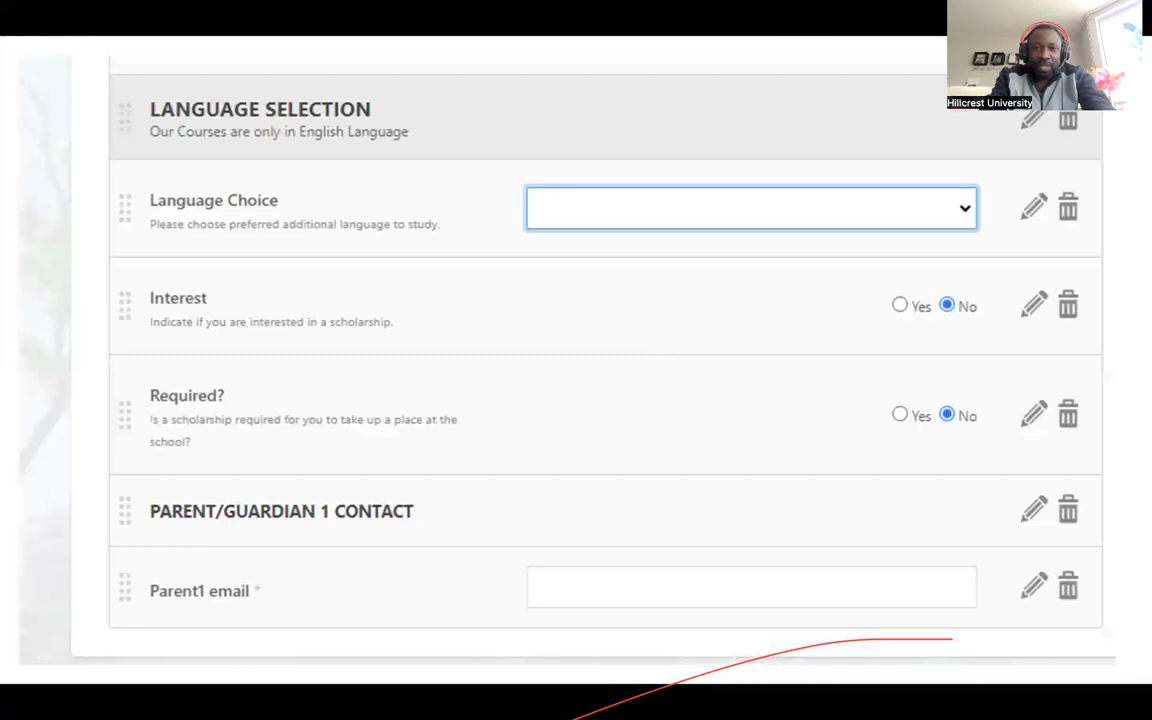 Hillcrest University
LANGUAGE SELECTION
Our Courses are only in English Language
Language Choice
Please choose preferred additional language to study.
Interest
Indicate if you are interested in a scholarship.
Yes No
Required?
Is a scholarship required for you to take up a place at the
school?
Yes No
PARENT/GUARDIAN 1 CONTACT
Parent1 email *